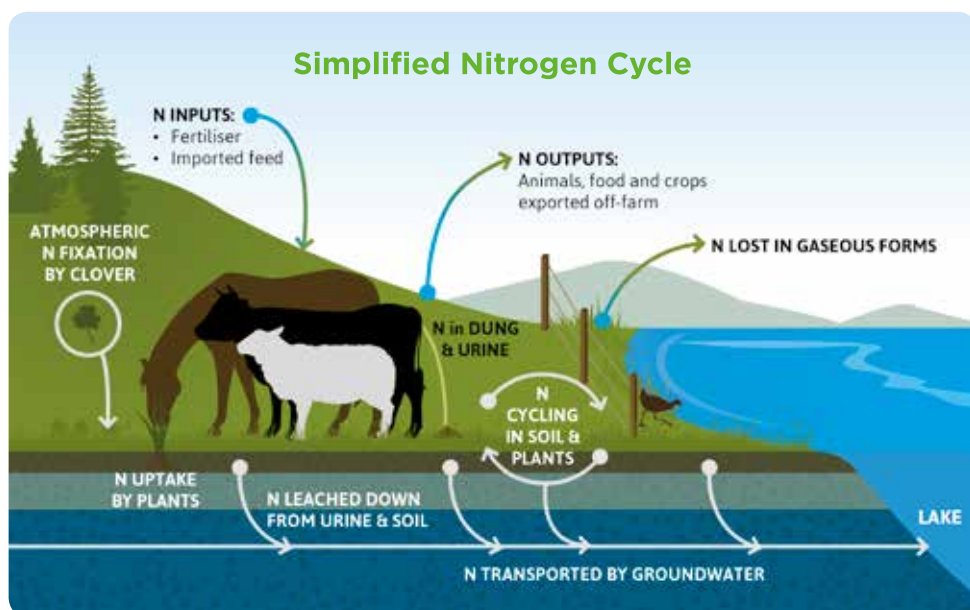 Simplified Nitrogen Cycle
N INPUTS:
• Fertiliser
• Imported feed
N OUTPUTS:
Animals, food and crops
exported off-farm
ATMOSPHERIC
N FIXATION
BY CLOVER
N LOST IN GASEOUS FORMS
N in DUNG
& URINE
N
CYCLING
IN SOIL &
PLANTS
N UPTAKE
BY PLANTS
N LEACHED DOWN
FROM URINE & SOIL
LAKE
N TRANSPORTED BY GROUNDWATER